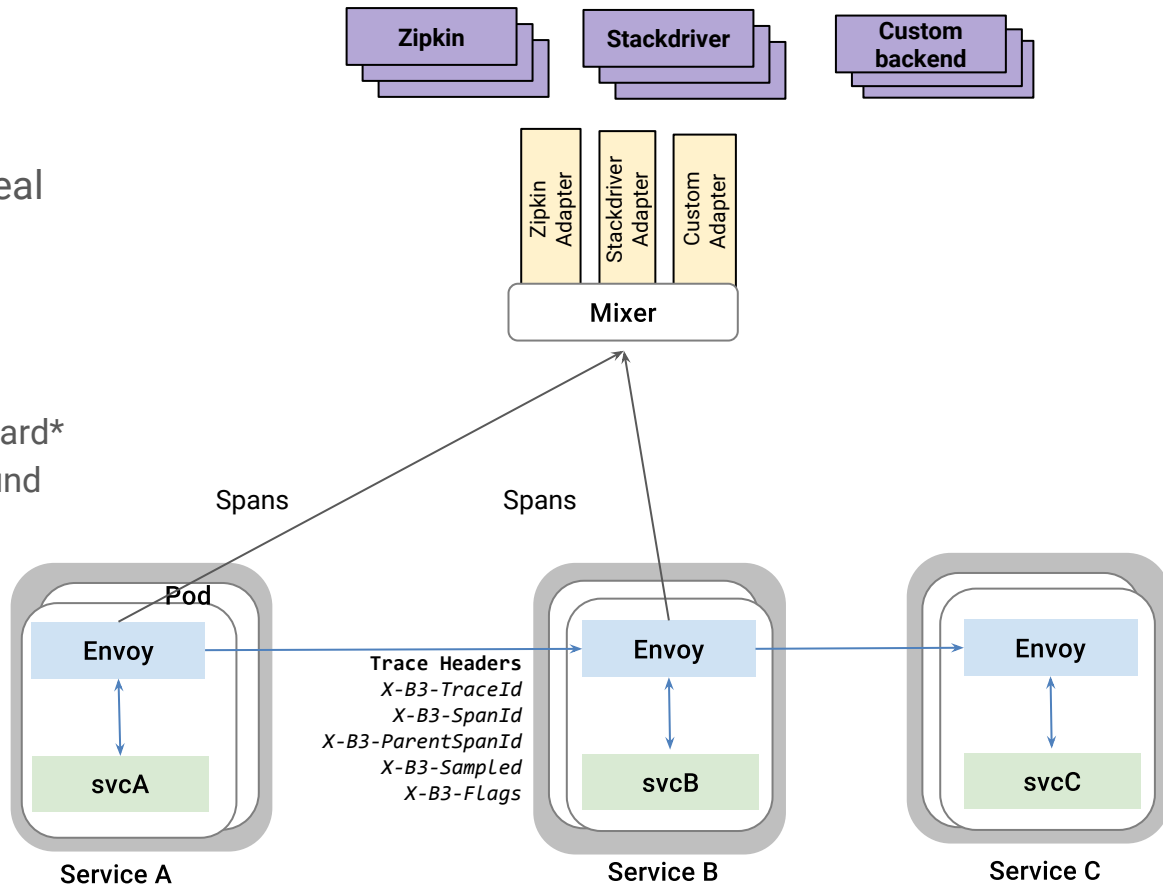 Zipkin
Stackdriver
Custom
backend
Zipkin
Adapter
Stackdriver
Adapter
Custom
Adapter
Mixer
eal
ard*
und
Spans
Spans
Pod
Envoy
Envoy
Envoy
Trace Headers
X-B3-TraceId
X-B3-SpanId
X-B3-ParentSpanId
X-B3-Sampled
X-B3-Flags
svcA
svcB
svcC
Service A
Service B
Service C